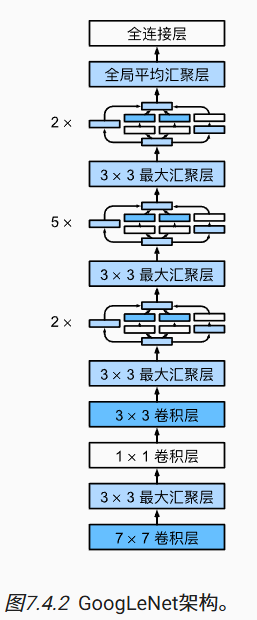 全连接层
全局平均汇聚层
2 ×
3 × 3 最大汇聚层
5 ×
3 × 3 最大汇聚层
2 ×
3 × 3 最大汇聚层
3 × 3 卷积层
1 × 1 卷积层
3 × 3 最大汇聚层
7 × 7 卷积层
图7.4.2 GoogLeNet架构。